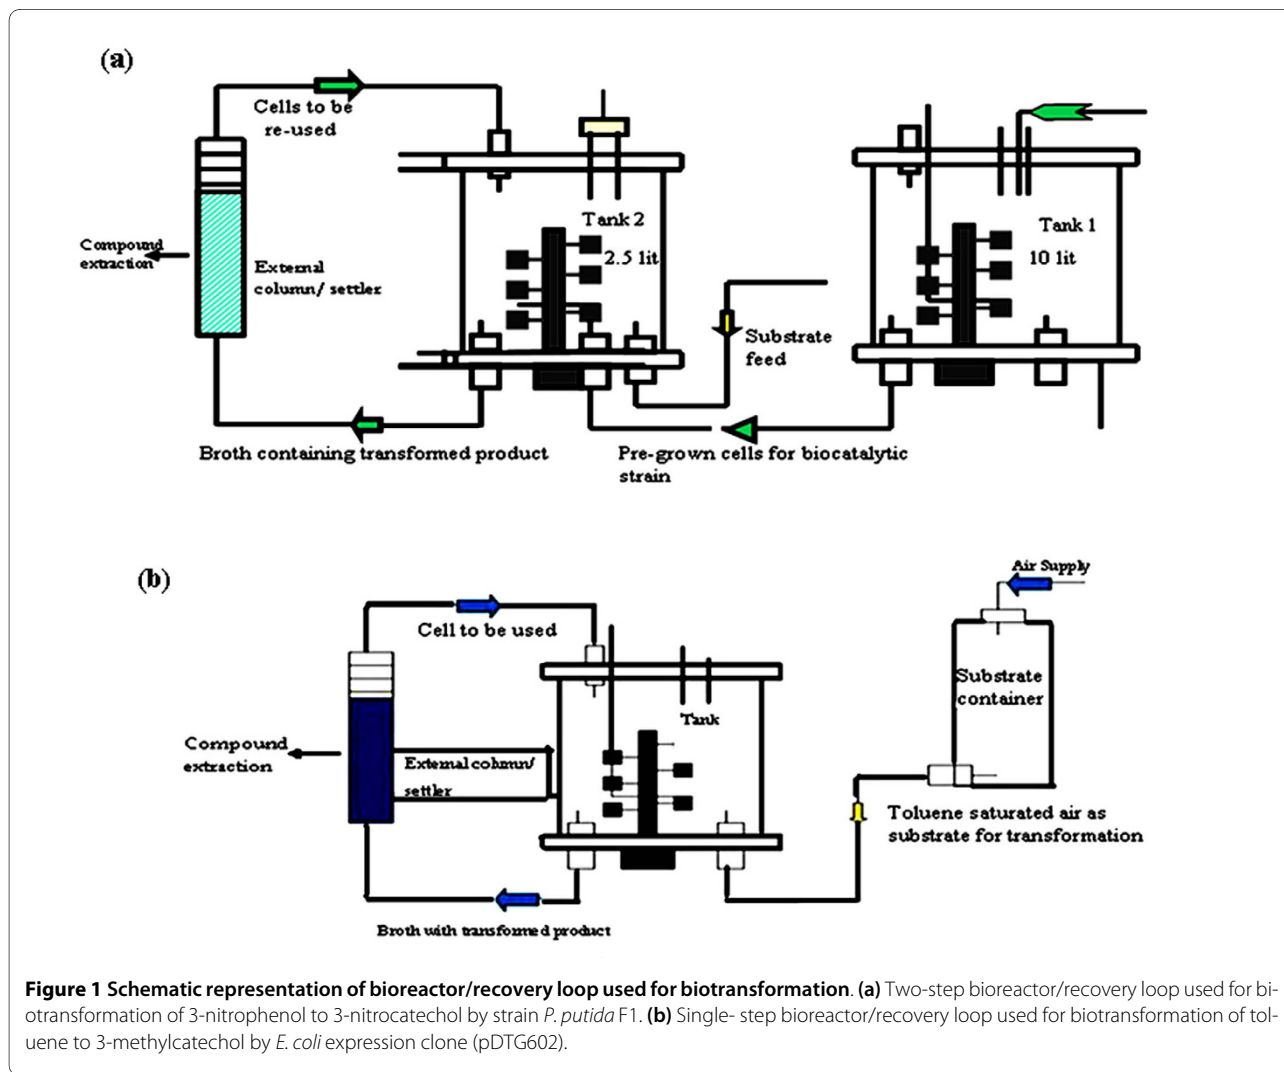 (a)
Cells to be
re-used
Tank 2
2.5 lit
Tank 1
10 lit
Compound
extraction
External
column/ settler
Substrate
feed
Broth containing transformed product
Pre-grown cells for biocatalytic
strain
(b)
Air Supply
Cell to be used
Substrate
container
Tank
Compound
extraction
External column/
settler
Toluene saturated air as
substrate for transformation
Broth with transformed product
Figure 1 Schematic representation of bioreactor/recovery loop used for biotransformation. (a) Two-step bioreactor/recovery loop used for bi-
otransformation of 3-nitrophenol to 3-nitrocatechol by strain P. putida F1. (b) Single- step bioreactor/recovery loop used for biotransformation of tol-
uene to 3-methylcatechol by E. coli expression clone (pDTG602).